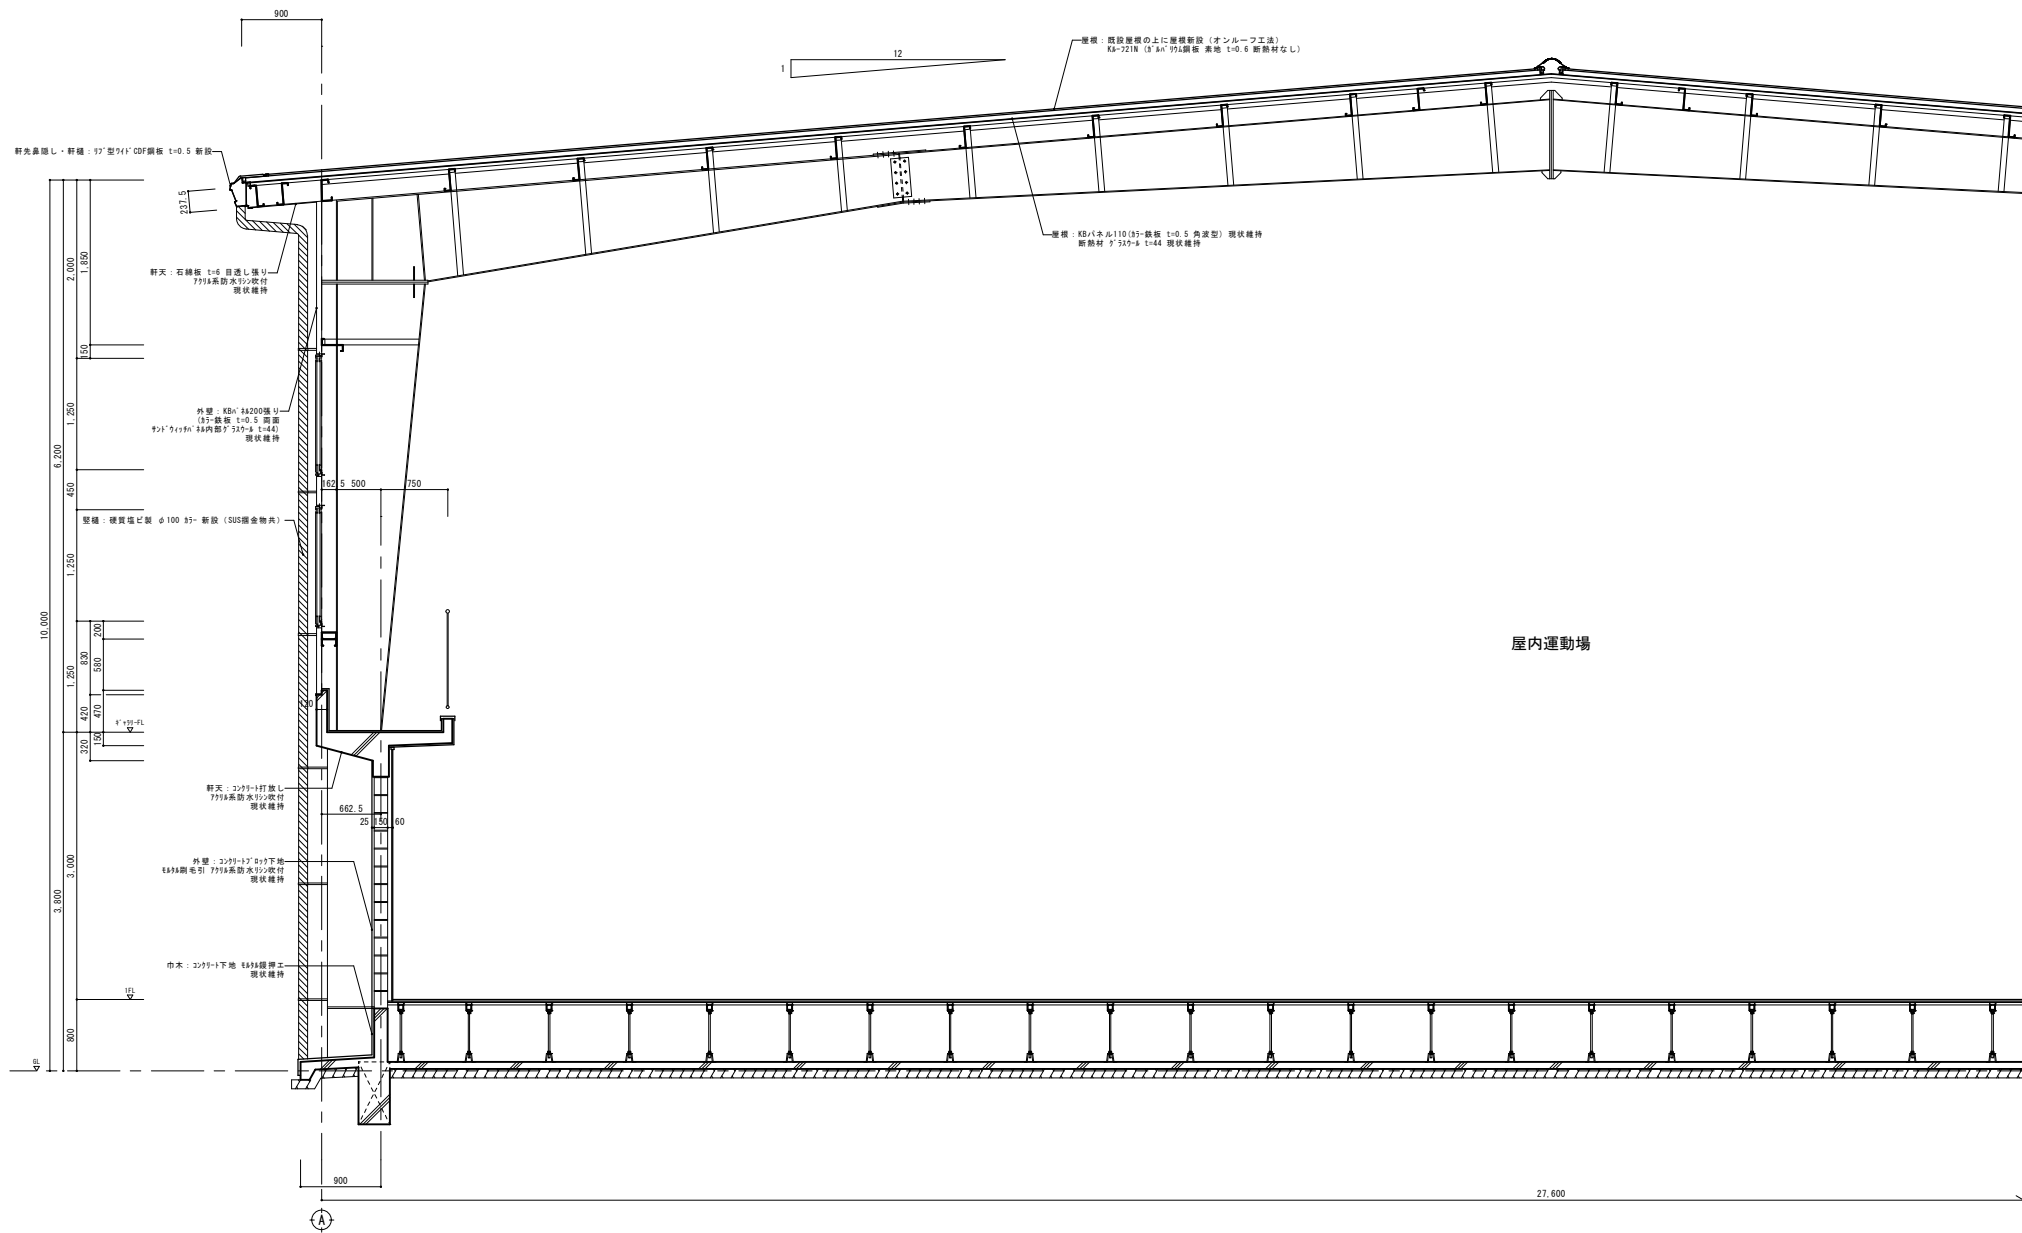 900
12
1
屋根：既設屋根の上に屋根新設（オンルーフ工法）
Kﾙｰﾌ21N（ｶﾞﾙﾊﾞﾘｳﾑ鋼板 素地 t=0.6 断熱材なし）
軒先鼻隠し・軒樋：ﾘﾌﾞ型ﾜｲﾄﾞCDF鋼板 t=0.5 新設
237.5
屋根：KBパネル110(ｶﾗｰ鉄板 t=0.5 角波型) 現状維持
断熱材 ｸﾞﾗｽｳｰﾙ t=44 現状維持
軒天：石綿板 t=6 目透し張り
ｱｸﾘﾙ系防水ﾘｼﾝ吹付
現状維持
2,000
1,850
150
外壁：KBﾊﾟﾈﾙ200張り
(ｶﾗｰ鉄板 t=0.5 両面
ｻﾝﾄﾞｳｨｯﾁﾊﾟﾈﾙ内部ｸﾞﾗｽｳｰﾙ t=44)
現状維持
1,250
6,200
450
162.5 500
750
竪樋：硬質塩ビ製 φ100 ｶﾗｰ 新設（SUS掴金物共）
1,250
10,000
200
830
580
1,250
屋内運動場
120
420
470
ｷﾞｬﾗﾘｰFL
320
150
軒天：ｺﾝｸﾘｰﾄ打放し
ｱｸﾘﾙ系防水ﾘｼﾝ吹付
現状維持
662.5
25 150 60
外壁：ｺﾝｸﾘｰﾄﾌﾞﾛｯｸ下地
ﾓﾙﾀﾙ刷毛引 ｱｸﾘﾙ系防水ﾘｼﾝ吹付
現状維持
3,000
3,800
巾木：ｺﾝｸﾘｰﾄ下地 ﾓﾙﾀﾙ鏝押エ
現状維持
1FL
800
GL
900
27,600
A